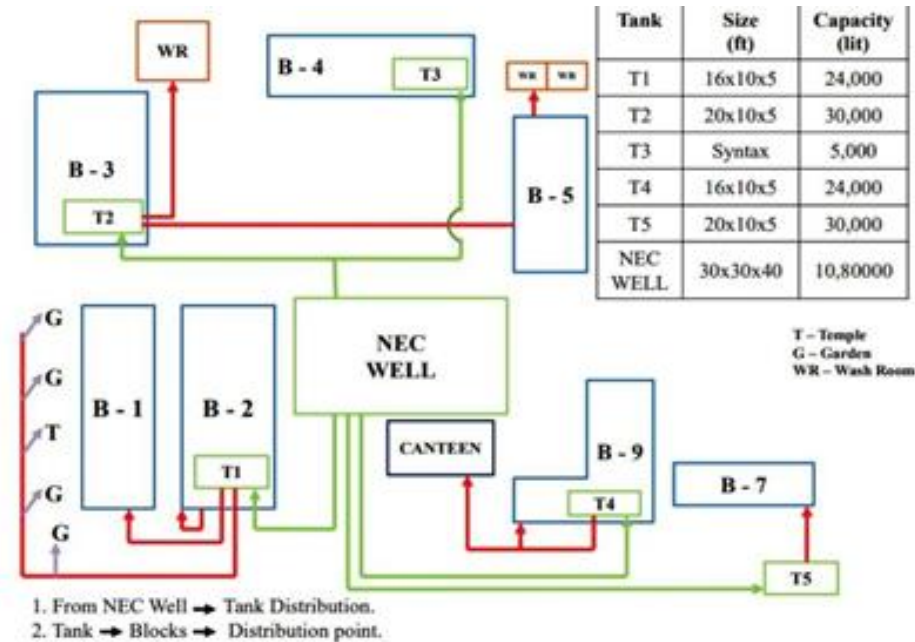 WR
B - 4
T3
WR WR
B - 3
T2
B - 5
Tank Size (ft) Capacity (lit)
T1 16x10x5 24,000
T2 20x10x5 30,000
T3 Syntax 5,000
T4 16x10x5 24,000
T5 20x10x5 30,000
NEC WELL 30x30x40 10,80000
T – Temple
G – Garden
WR – Wash Room
G
G
T
G
G
B - 1
B - 2
T1
NEC
WELL
CANTEEN
B - 9
T4
B - 7
T5
1. From NEC Well ➔ Tank Distribution.
2. Tank ➔ Blocks ➔ Distribution point.